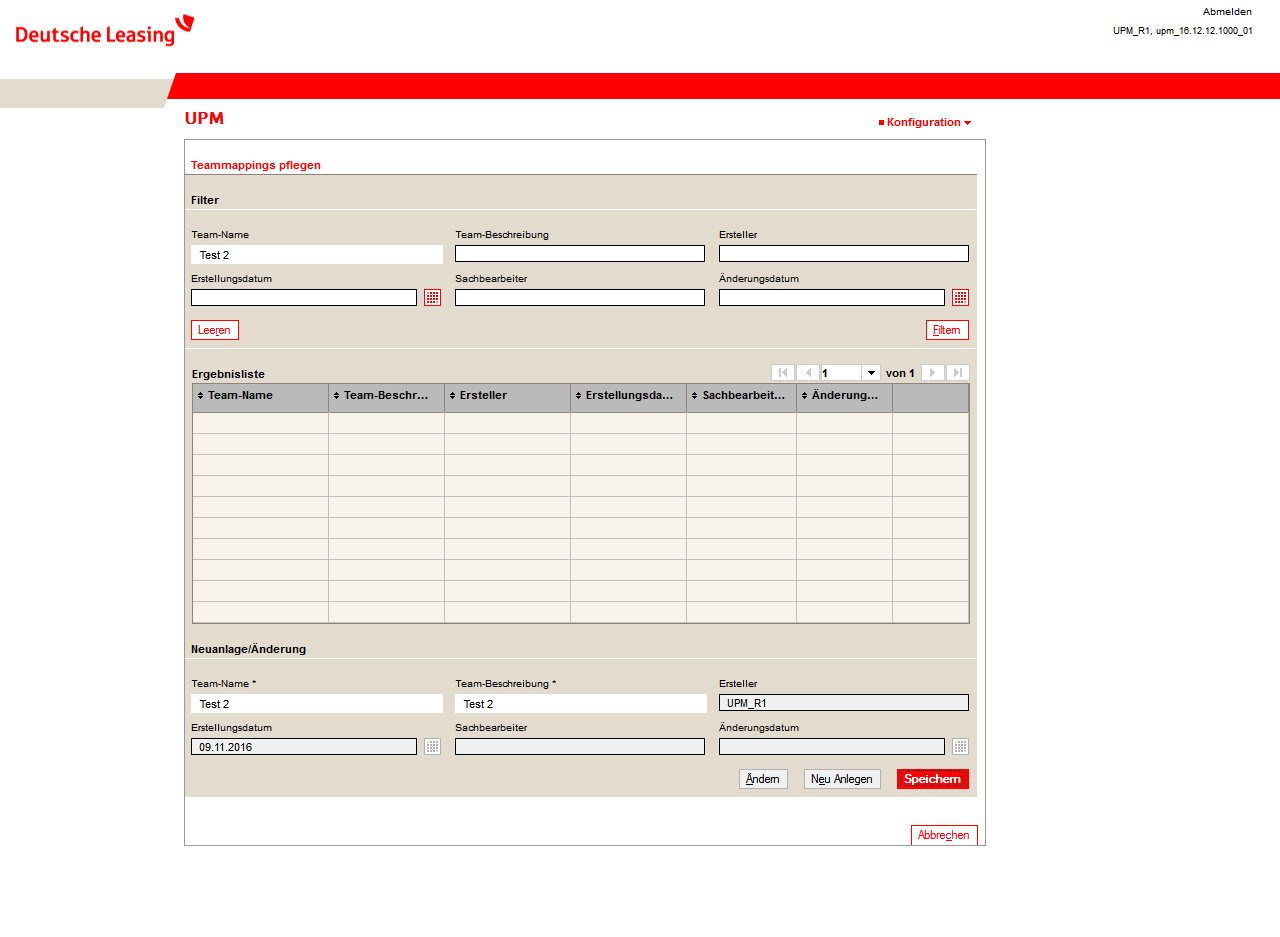 Deutsche Leasing
Abmelden
UPM_R1, upm_16.12.12.1000_01
UPM
Konfiguration
Teammappings pflegen
Filter
Team-Name Team-Beschreibung Ersteller
Test 2
Erstellungsdatum Sachbearbeiter Änderungsdatum
Leeren Filtern
Ergebnisliste 1 von 1
Team-Name Team-Beschr... Ersteller Erstellungsda... Sachbearbeit... Änderung...
Neuanlage/Änderung
Team-Name * Team-Beschreibung * Ersteller
Test 2 Test 2 UPM_R1
Erstellungsdatum Sachbearbeiter Änderungsdatum
09.11.2016
Ändern Neu Anlegen Speichern
Abbrechen